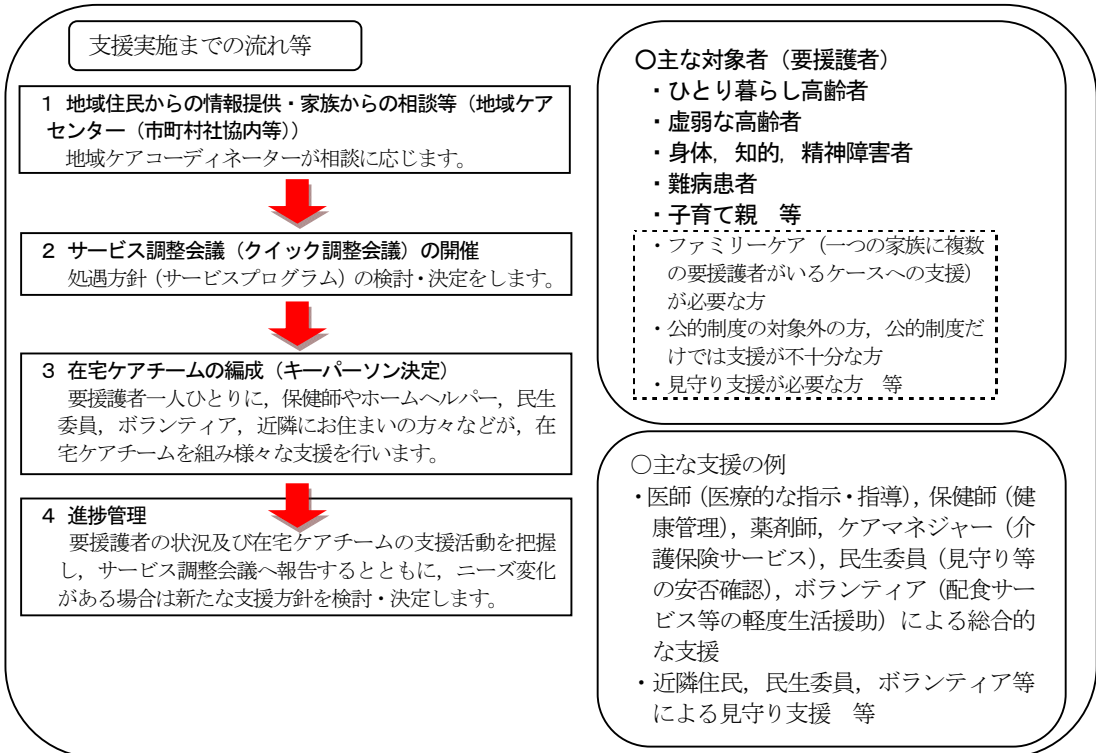 支援実施までの流れ等
1 地域住民からの情報提供・家族からの相談等（地域ケア
センター（市町村社協内等））
地域ケアコーディネーターが相談に応じます。
2 サービス調整会議（クイック調整会議）の開催
処遇方針（サービスプログラム）の検討・決定をします。
3 在宅ケアチームの編成（キーパーソン決定）
要援護者一人ひとりに，保健師やホームヘルパー，民生
委員，ボランティア，近隣にお住まいの方々などが，在
宅ケアチームを組み様々な支援を行います。
4 進捗管理
要援護者の状況及び在宅ケアチームの支援活動を把握
し，サービス調整会議へ報告するとともに，ニーズ変化
がある場合は新たな支援方針を検討・決定します。
〇主な対象者（要援護者）
・ひとり暮らし高齢者
・虚弱な高齢者
・身体，知的，精神障害者
・難病患者
・子育て親　等
・ファミリーケア（一つの家族に複数
の要援護者がいるケースへの支援）
が必要な方
・公的制度の対象外の方，公的制度だ
けでは支援が不十分な方
・見守り支援が必要な方　等
○主な支援の例
・医師（医療的な指示・指導），保健師（健
康管理），薬剤師，ケアマネジャー（介
護保険サービス），民生委員（見守り等
の安否確認），ボランティア（配食サー
ビス等の軽度生活援助）による総合的
な支援
・近隣住民，民生委員，ボランティア等
による見守り支援　等